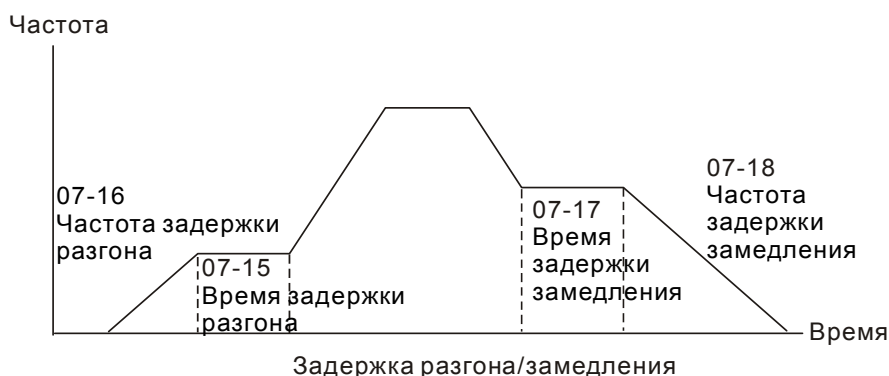 Частота
07-16
Частота задержки
разгона
07-15
Время задержки
разгона
07-17
Время
задержки
замедления
07-18
Частота
задержки
замедления
Время
Задержка разгона/замедления